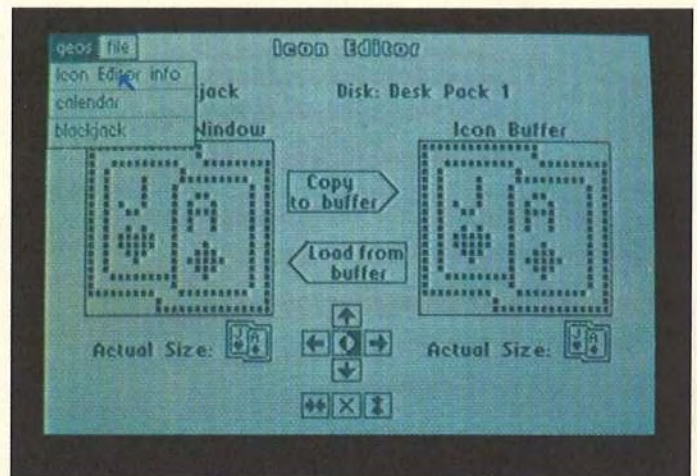 geos file
Icon Editor
Icon Editor info
calendar
blackjack
jack
Disk: Desk Pack 1
Window
Icon Buffer
Copy
to buffer
Load from
buffer
J A
J A
Actual Size:
Actual Size:
J A
J A